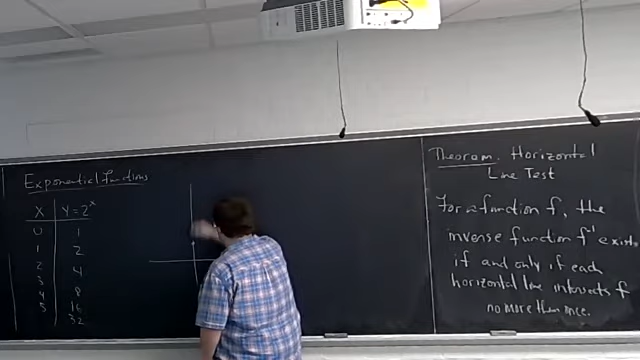 Exponential functions
X Y = 2^x
0 1
1 2
2 4
3 8
4 16
5 32
Theorem. Horizontal
Line Test
For a function f, the
inverse function f⁻¹ exists
if and only if each
horizontal line intersects f
no more than once.